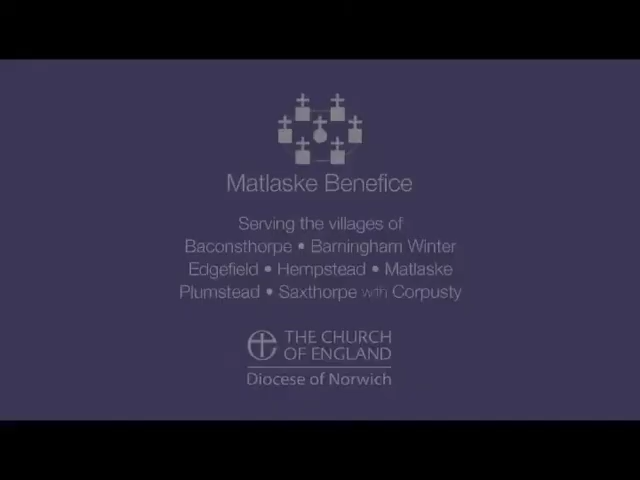 Matlaske Benefice
Serving the villages of
Baconsthorpe • Barningham Winter
Edgefield • Hempstead • Matlaske
Plumstead • Saxthorpe with Corpusty
THE CHURCH
OF ENGLAND
Diocese of Norwich